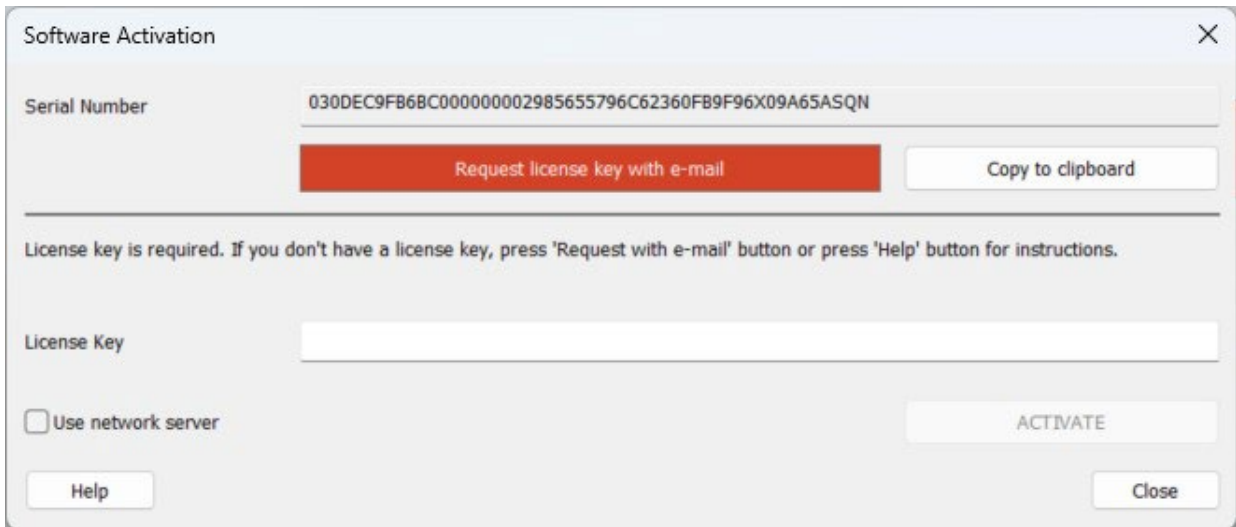 Software Activation
Serial Number
030DEC9FB6BC000000002985655796C62360FB9F96X09A65ASQN
Request license key with e-mail
Copy to clipboard
License key is required. If you don't have a license key, press 'Request with e-mail' button or press 'Help' button for instructions.
License Key
Use network server
ACTIVATE
Help
Close